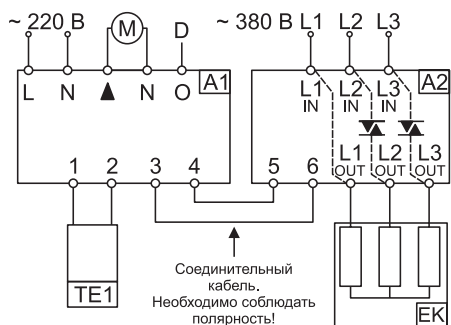 ~ 220 В M D ~ 380 В L1 L2 L3
L N ▲ N O A1 L1 IN L2 IN L3 IN A2
L1 OUT L2 OUT L3 OUT
1 2 3 4 5 6
TE1
Соединительный
кабель.
Необходимо соблюдать
полярность!
EK